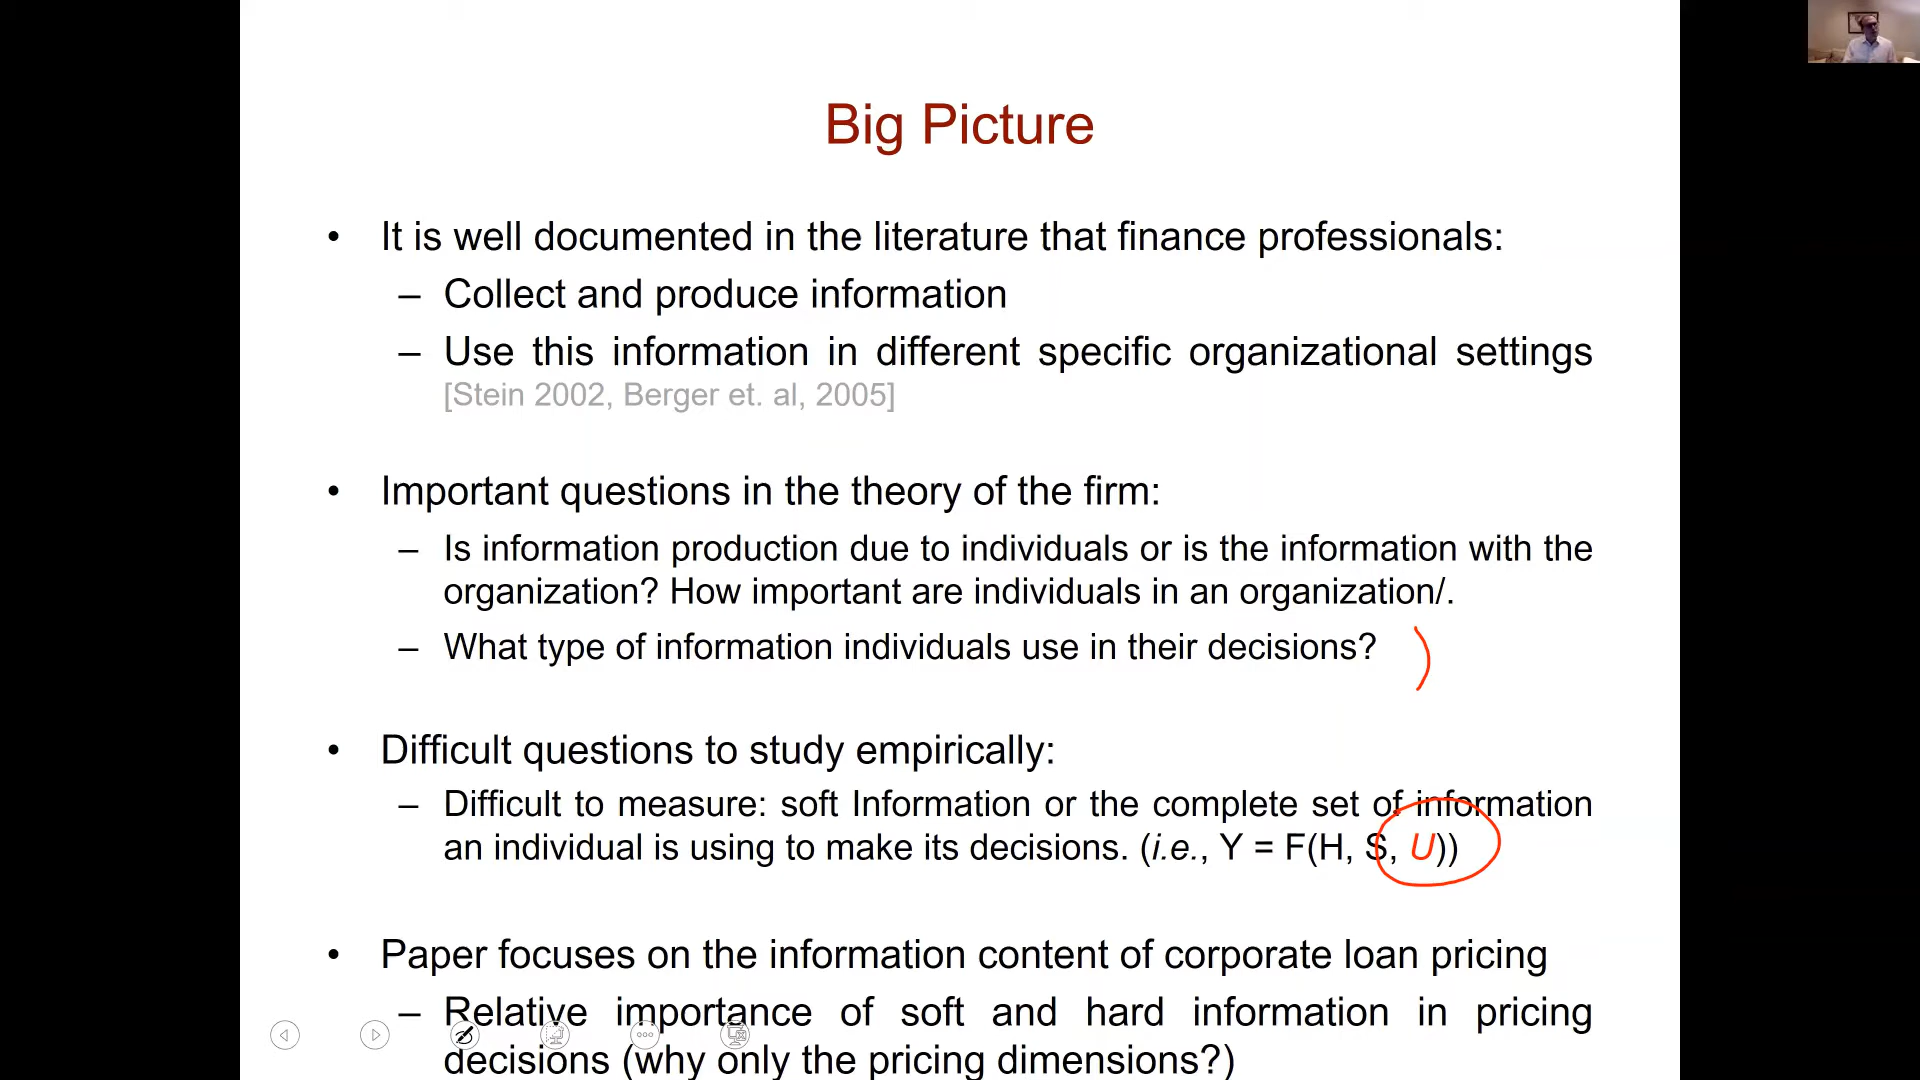 Big Picture
• It is well documented in the literature that finance professionals:
– Collect and produce information
– Use this information in different specific organizational settings
[Stein 2002, Berger et. al, 2005]
• Important questions in the theory of the firm:
– Is information production due to individuals or is the information with the
organization? How important are individuals in an organization/.
– What type of information individuals use in their decisions?
• Difficult questions to study empirically:
– Difficult to measure: soft Information or the complete set of information
an individual is using to make its decisions. (i.e., Y = F(H, S, U))
• Paper focuses on the information content of corporate loan pricing
– Relative importance of soft and hard information in pricing
decisions (why only the pricing dimensions?)